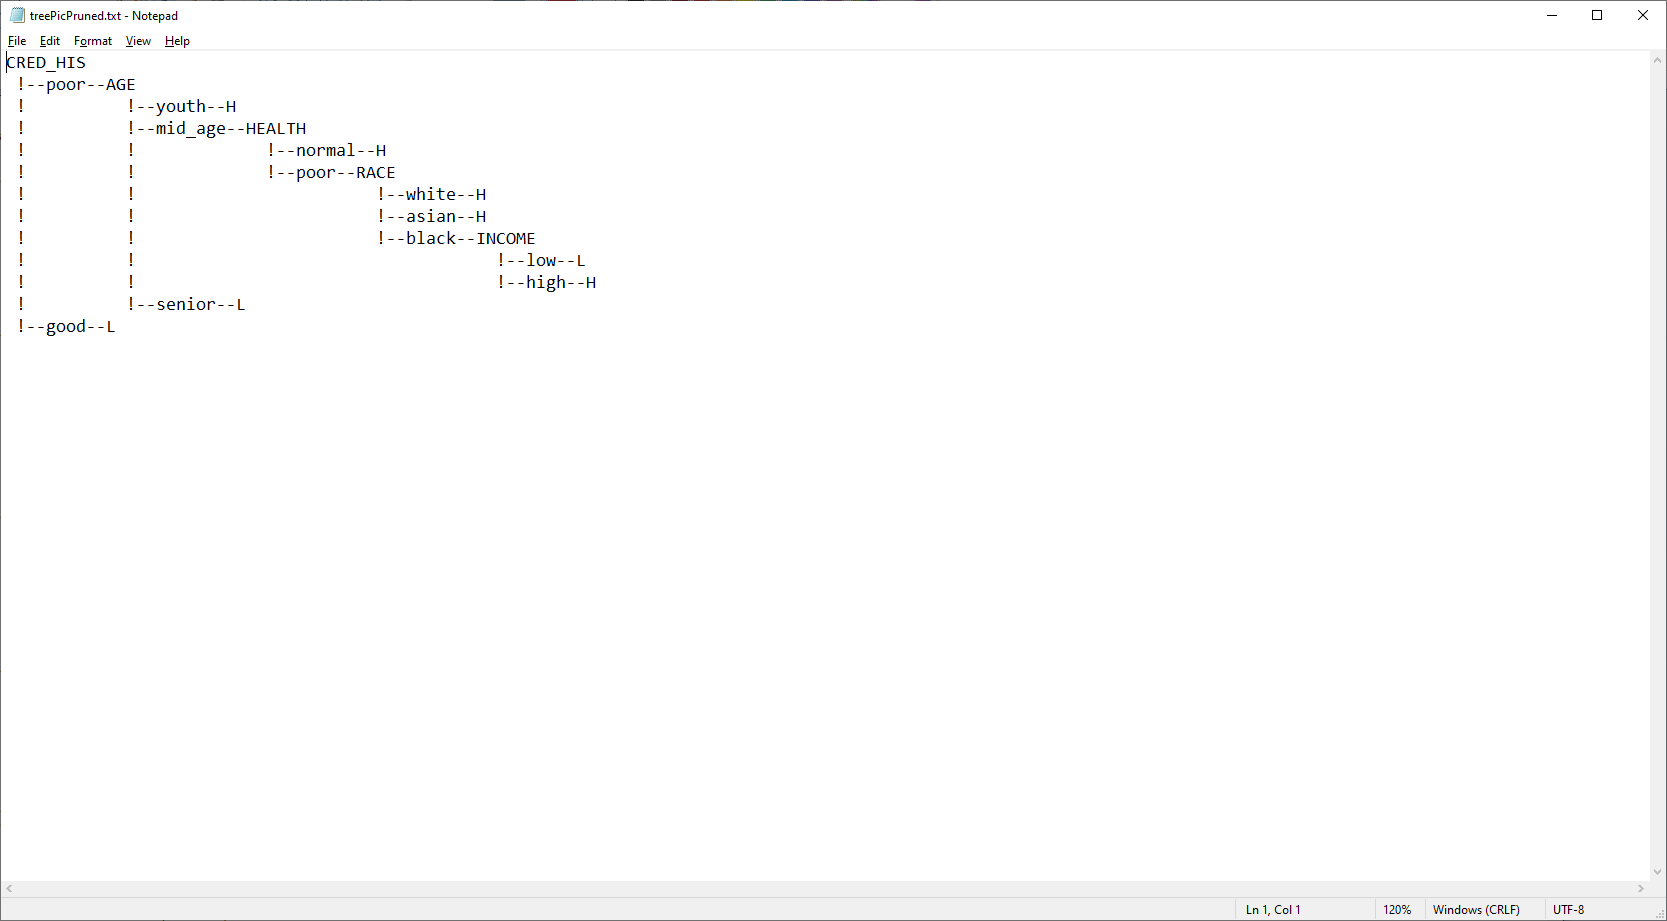 treePicPruned.txt - Notepad
File Edit Format View Help
CRED_HIS
 !--poor--AGE
 !          !--youth--H
 !          !--mid_age--HEALTH
 !          !             !--normal--H
 !          !             !--poor--RACE
 !          !                        !--white--H
 !          !                        !--asian--H
 !          !                        !--black--INCOME
 !          !                                    !--low--L
 !          !                                    !--high--H
 !          !--senior--L
 !--good--L
Ln 1, Col 1 120% Windows (CRLF) UTF-8